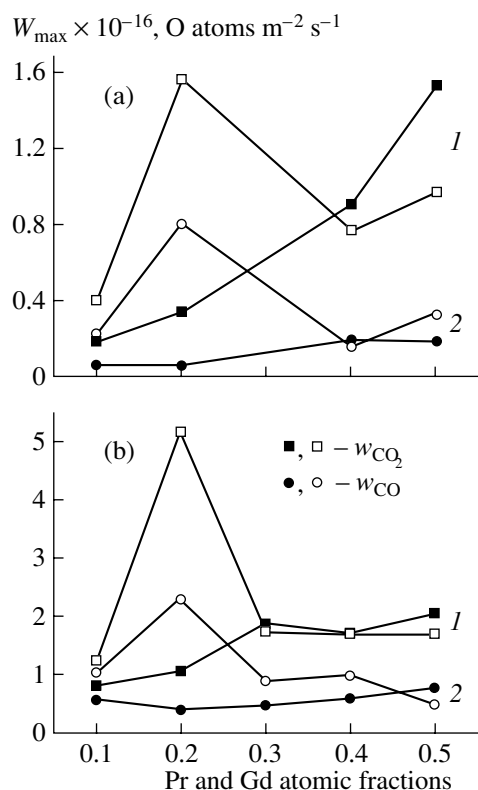 W_max × 10^−16, O atoms m^−2 s^−1
1.6
(a)
1
1.2
0.8
0.4
2
0
5
(b)
■, □ – w_CO₂
●, ○ – w_CO
4
3
2
1
1
2
0
0.1 0.2 0.3 0.4 0.5
Pr and Gd atomic fractions